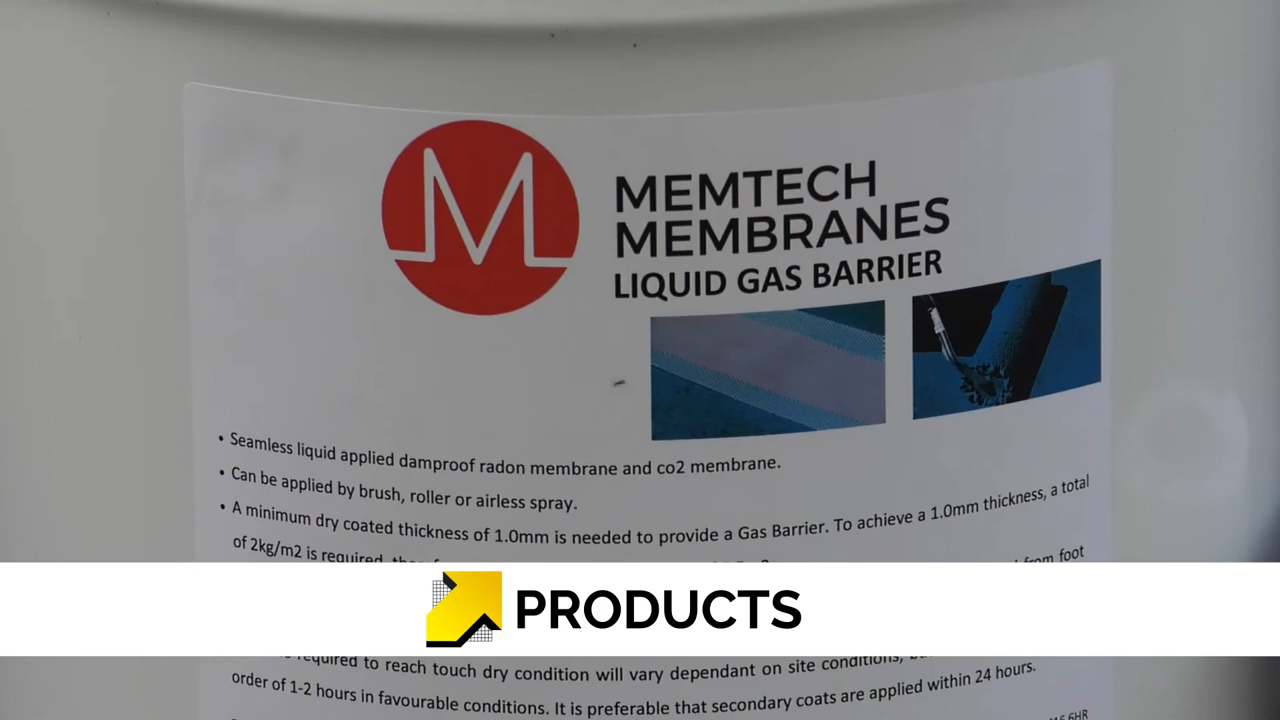 MEMTECH
MEMBRANES
LIQUID GAS BARRIER
• Seamless liquid applied damproof radon membrane and co2 membrane.
• Can be applied by brush, roller or airless spray.
• A minimum dry coated thickness of 1.0mm is needed to provide a Gas Barrier. To achieve a 1.0mm thickness, a total
of 2kg/m2 is required, from foot
PRODUCTS
required to reach touch dry condition will vary dependant on site conditions,
order of 1-2 hours in favourable conditions. It is preferable that secondary coats are applied within 24 hours.
6HR